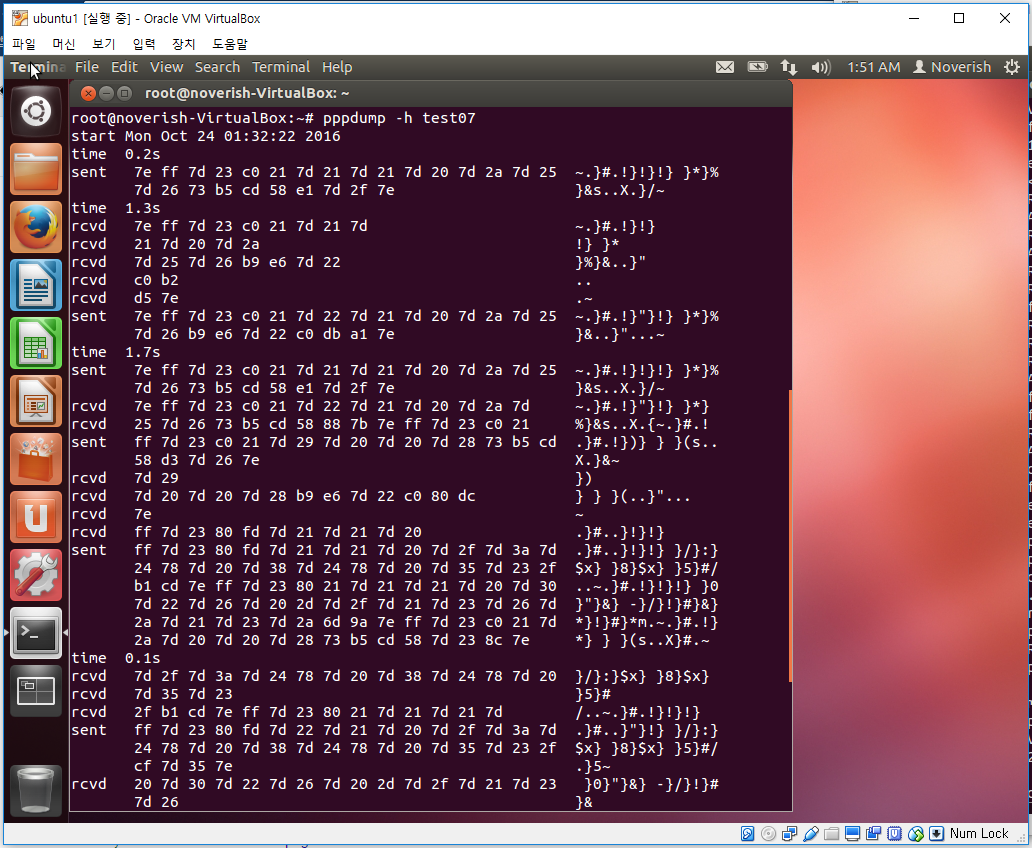 ubuntu1 [실행 중] - Oracle VM VirtualBox
파일 머신 보기 입력 장치 도움말
Terminal File Edit View Search Terminal Help 1:51 AM Noverish
root@noverish-VirtualBox: ~
root@noverish-VirtualBox:~# pppdump -h test07
start Mon Oct 24 01:32:22 2016
time 0.2s
sent 7e ff 7d 23 c0 21 7d 21 7d 21 7d 20 7d 2a 7d 25 ~.}#.!}!}!} }*}%
7d 26 73 b5 cd 58 e1 7d 2f 7e }&s..X.}/~
time 1.3s
rcvd 7e ff 7d 23 c0 21 7d 21 7d ~.}#.!}!}
rcvd 21 7d 20 7d 2a !} }*
rcvd 7d 25 7d 26 b9 e6 7d 22 }%}&..}"
rcvd c0 b2 ..
rcvd d5 7e .~
sent 7e ff 7d 23 c0 21 7d 22 7d 21 7d 20 7d 2a 7d 25 ~.}#.!}"}!} }*}%
7d 26 b9 e6 7d 22 c0 db a1 7e }&..}"...~
time 1.7s
sent 7e ff 7d 23 c0 21 7d 21 7d 21 7d 20 7d 2a 7d 25 ~.}#.!}!}!} }*}%
7d 26 73 b5 cd 58 e1 7d 2f 7e }&s..X.}/~
rcvd 7e ff 7d 23 c0 21 7d 22 7d 21 7d 20 7d 2a 7d ~.}#.!}"}!} }*}
rcvd 25 7d 26 73 b5 cd 58 88 7b 7e ff 7d 23 c0 21 %}&s..X.{~.}#.!
sent ff 7d 23 c0 21 7d 29 7d 20 7d 20 7d 28 73 b5 cd .}#.!})} } }(s..
58 d3 7d 26 7e X.}&~
rcvd 7d 29 })
rcvd 7d 20 7d 20 7d 28 b9 e6 7d 22 c0 80 dc } } }(..}"...
rcvd 7e ~
rcvd ff 7d 23 80 fd 7d 21 7d 21 7d 20 .}#..}!}!}
sent ff 7d 23 80 fd 7d 21 7d 21 7d 20 7d 2f 7d 3a 7d .}#..}!}!} }/}:}
24 78 7d 20 7d 38 7d 24 78 7d 20 7d 35 7d 23 2f $x} }8}$x} }5}#/
b1 cd 7e ff 7d 23 80 21 7d 21 7d 21 7d 20 7d 30 ..~.}#.!}!}!} }0
7d 22 7d 26 7d 20 2d 7d 2f 7d 21 7d 23 7d 26 7d }"}&} -}/}!}#}&}
2a 7d 21 7d 23 7d 2a 6d 9a 7e ff 7d 23 c0 21 7d *}!}#}*m.~.}#.!}
2a 7d 20 7d 20 7d 28 73 b5 cd 58 7d 23 8c 7e *} } }(s..X}#.~
time 0.1s
rcvd 7d 2f 7d 3a 7d 24 78 7d 20 7d 38 7d 24 78 7d 20 }/}:}$x} }8}$x}
rcvd 7d 35 7d 23 }5}#
rcvd 2f b1 cd 7e ff 7d 23 80 21 7d 21 7d 21 7d /..~.}#.!}!}!}
sent ff 7d 23 80 fd 7d 22 7d 21 7d 20 7d 2f 7d 3a 7d .}#..}"}!} }/}:}
24 78 7d 20 7d 38 7d 24 78 7d 20 7d 35 7d 23 2f $x} }8}$x} }5}#/
cf 7d 35 7e .}5~
rcvd 20 7d 30 7d 22 7d 26 7d 20 2d 7d 2f 7d 21 7d 23 }0}"}&} -}/}!}#
7d 26 }&
Num Lock